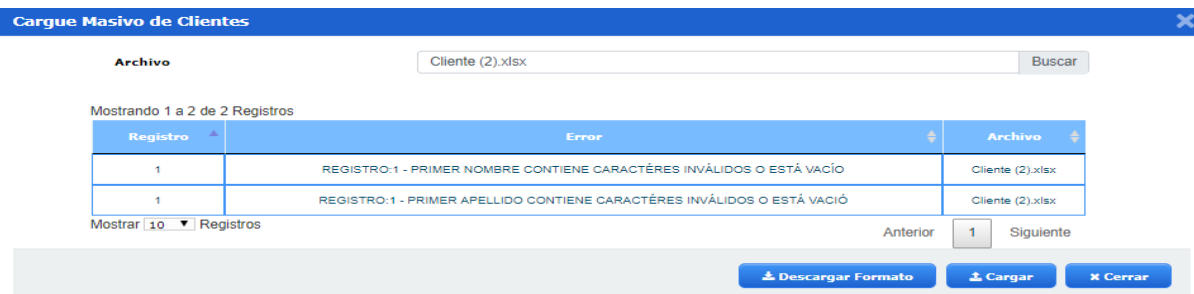 Cargue Masivo de Clientes
Archivo Cliente (2).xlsx Buscar
Mostrando 1 a 2 de 2 Registros
Registro Error Archivo
1 REGISTRO:1 - PRIMER NOMBRE CONTIENE CARACTÉRES INVÁLIDOS O ESTÁ VACÍO Cliente (2).xlsx
1 REGISTRO:1 - PRIMER APELLIDO CONTIENE CARACTÉRES INVÁLIDOS O ESTÁ VACIÓ Cliente (2).xlsx
Mostrar 10 Registros
Anterior 1 Siguiente
Descargar Formato Cargar Cerrar